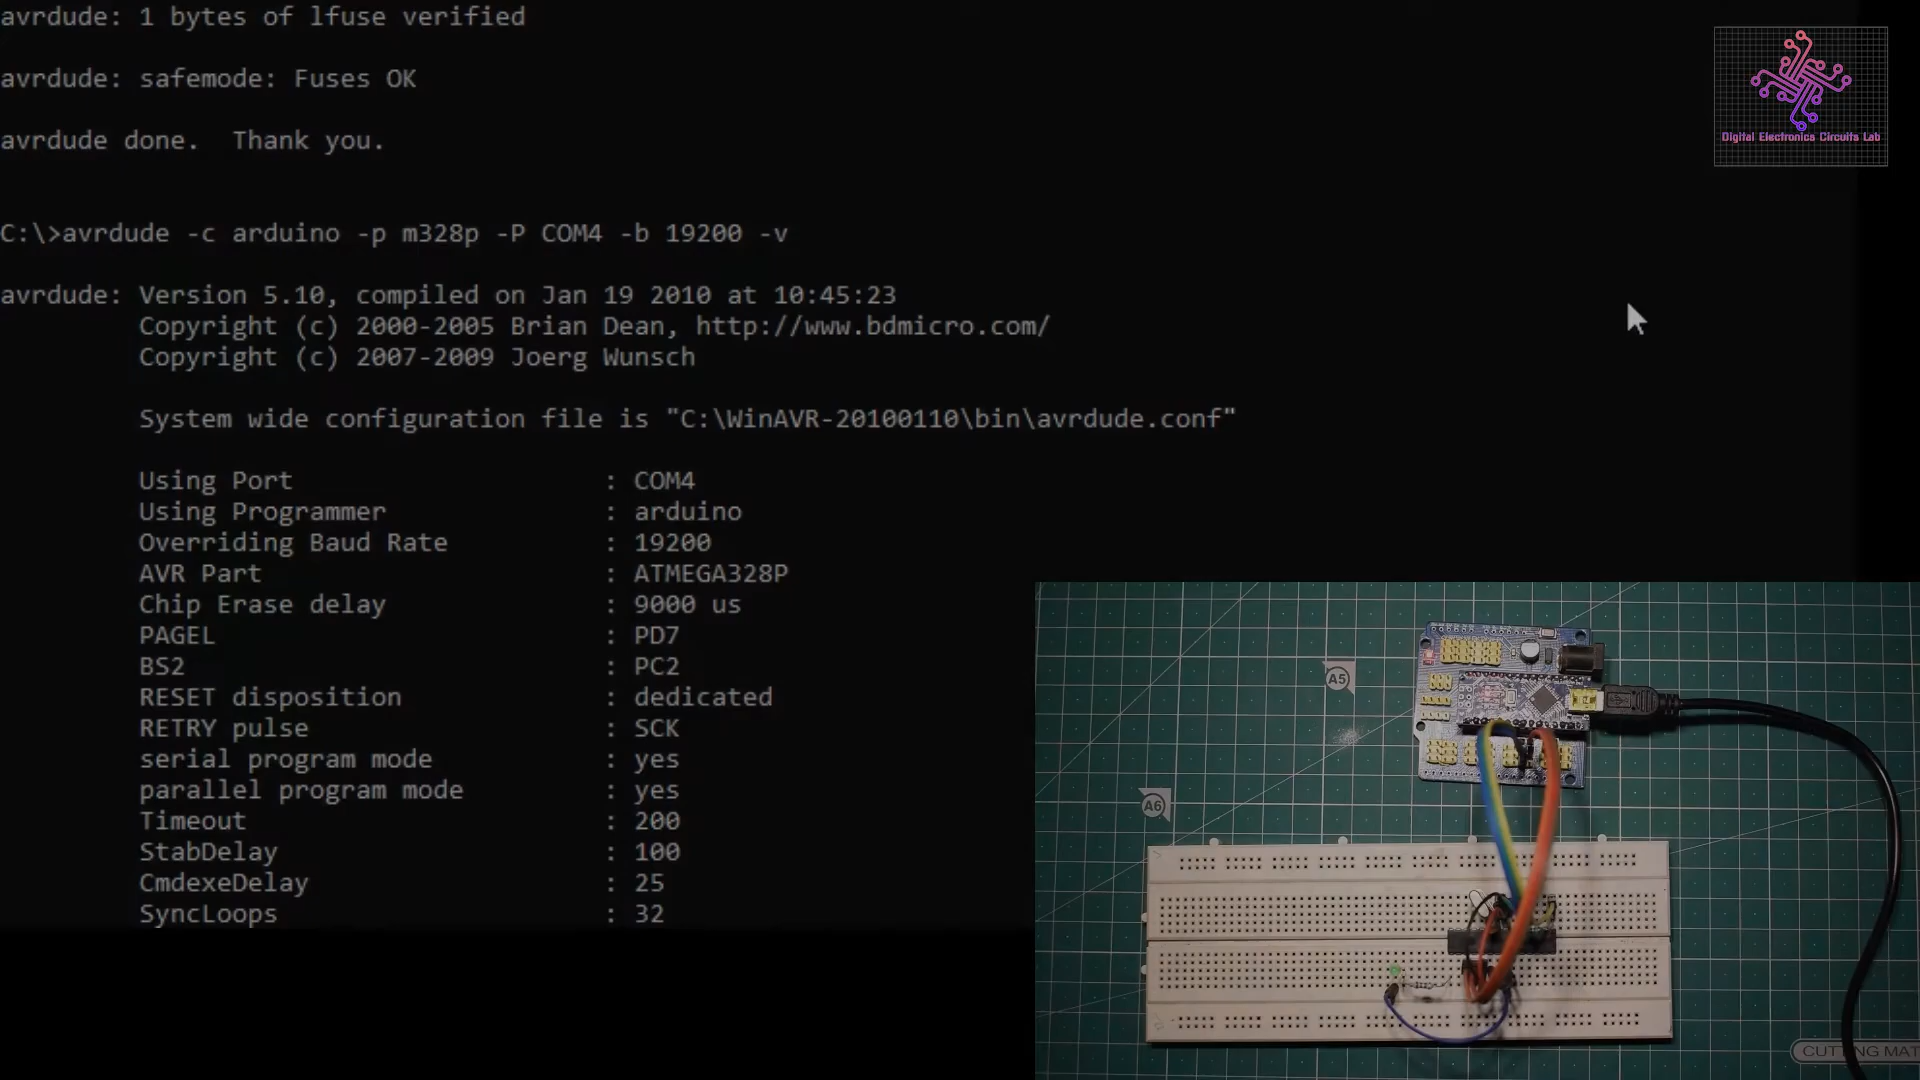 avrdude: 1 bytes of lfuse verified
avrdude: safemode: Fuses OK
avrdude done.  Thank you.
C:\>avrdude -c arduino -p m328p -P COM4 -b 19200 -v
avrdude: Version 5.10, compiled on Jan 19 2010 at 10:45:23
Copyright (c) 2000-2005 Brian Dean, http://www.bdmicro.com/
Copyright (c) 2007-2009 Joerg Wunsch
System wide configuration file is "C:\WinAVR-20100110\bin\avrdude.conf"
Using Port : COM4
Using Programmer : arduino
Overriding Baud Rate : 19200
AVR Part : ATMEGA328P
Chip Erase delay : 9000 us
PAGEL : PD7
BS2 : PC2
RESET disposition : dedicated
RETRY pulse : SCK
serial program mode : yes
parallel program mode : yes
Timeout : 200
StabDelay : 100
CmdexeDelay : 25
SyncLoops : 32
Digital Electronics Circuits Lab
A5
A6
CUTTING MAT